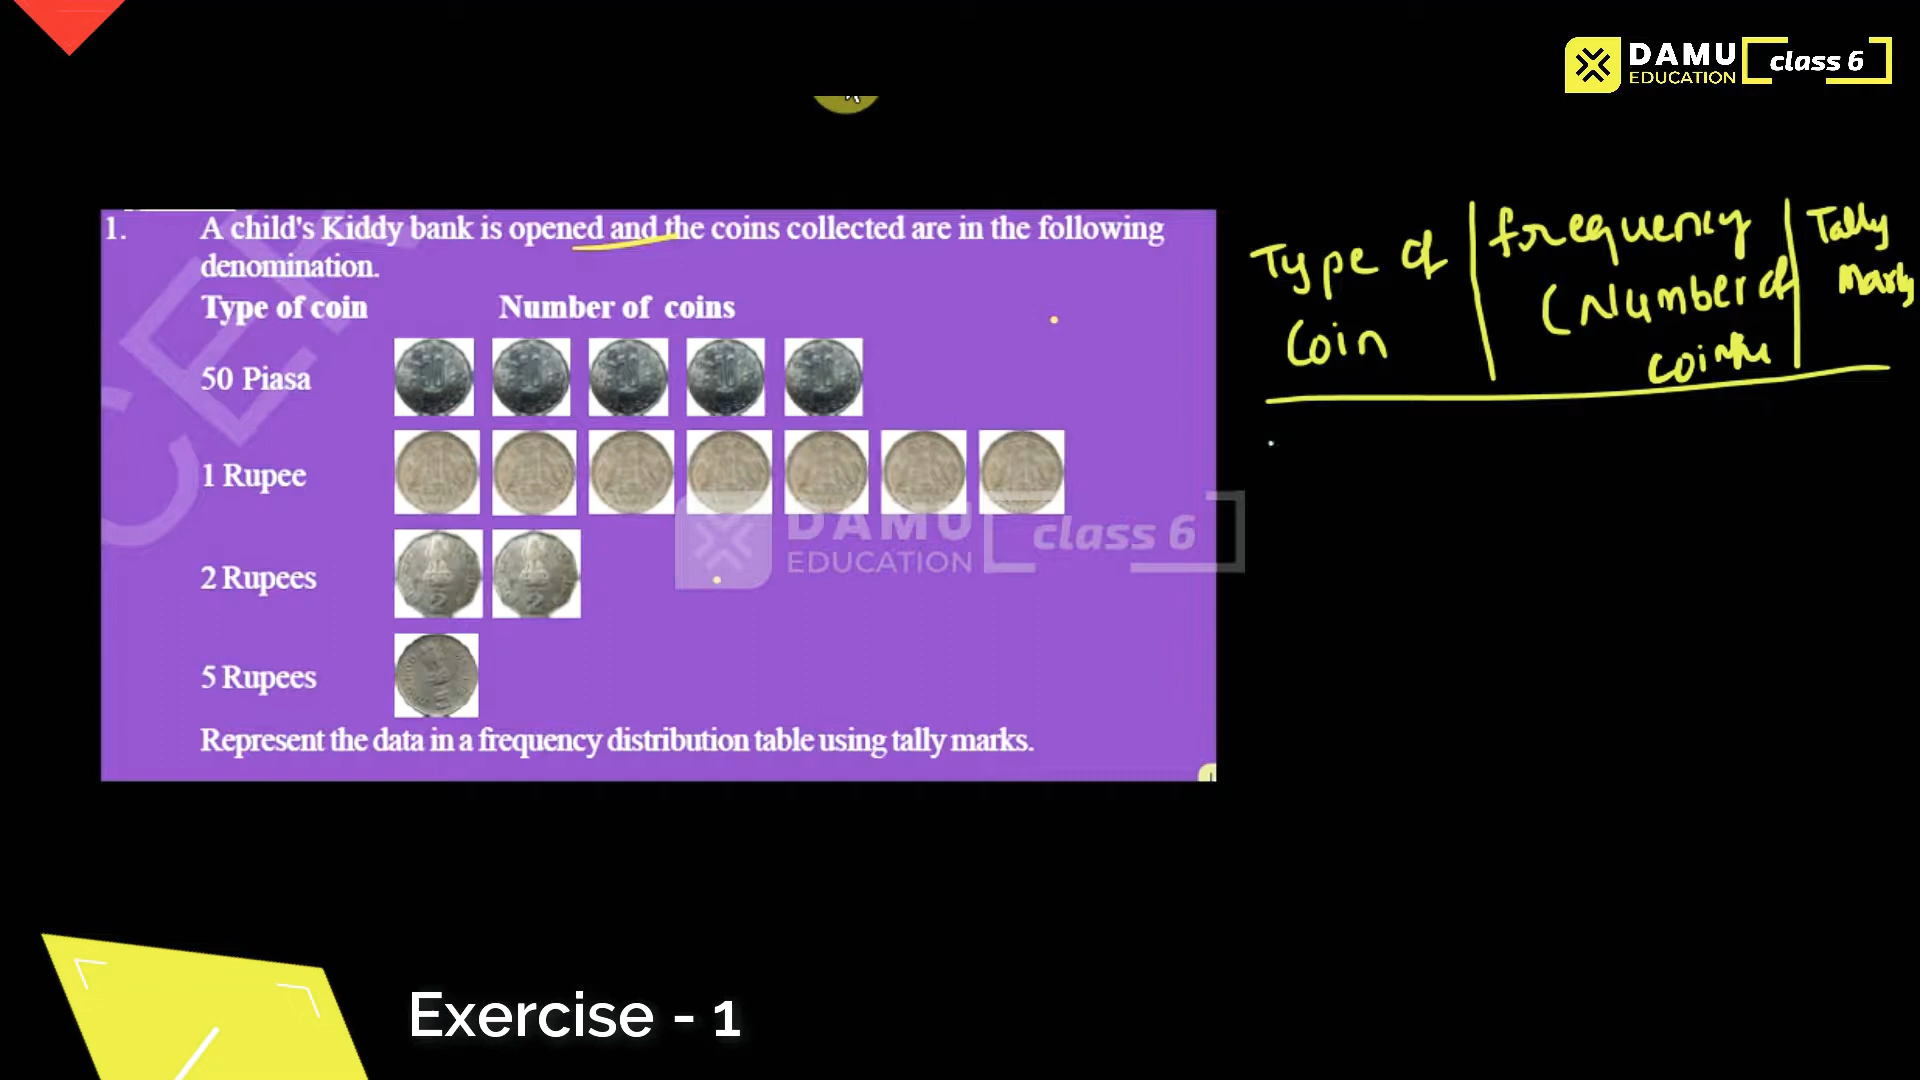 DAMU
EDUCATION
class 6
1. A child's Kiddy bank is opened and the coins collected are in the following
denomination.
Type of coin Number of coins
50 Piasa
1 Rupee
2 Rupees
5 Rupees
Represent the data in a frequency distribution table using tally marks.
Type of
Coin
frequency
(Number of
Tally
DAMU
EDUCATION
class 6
Exercise - 1